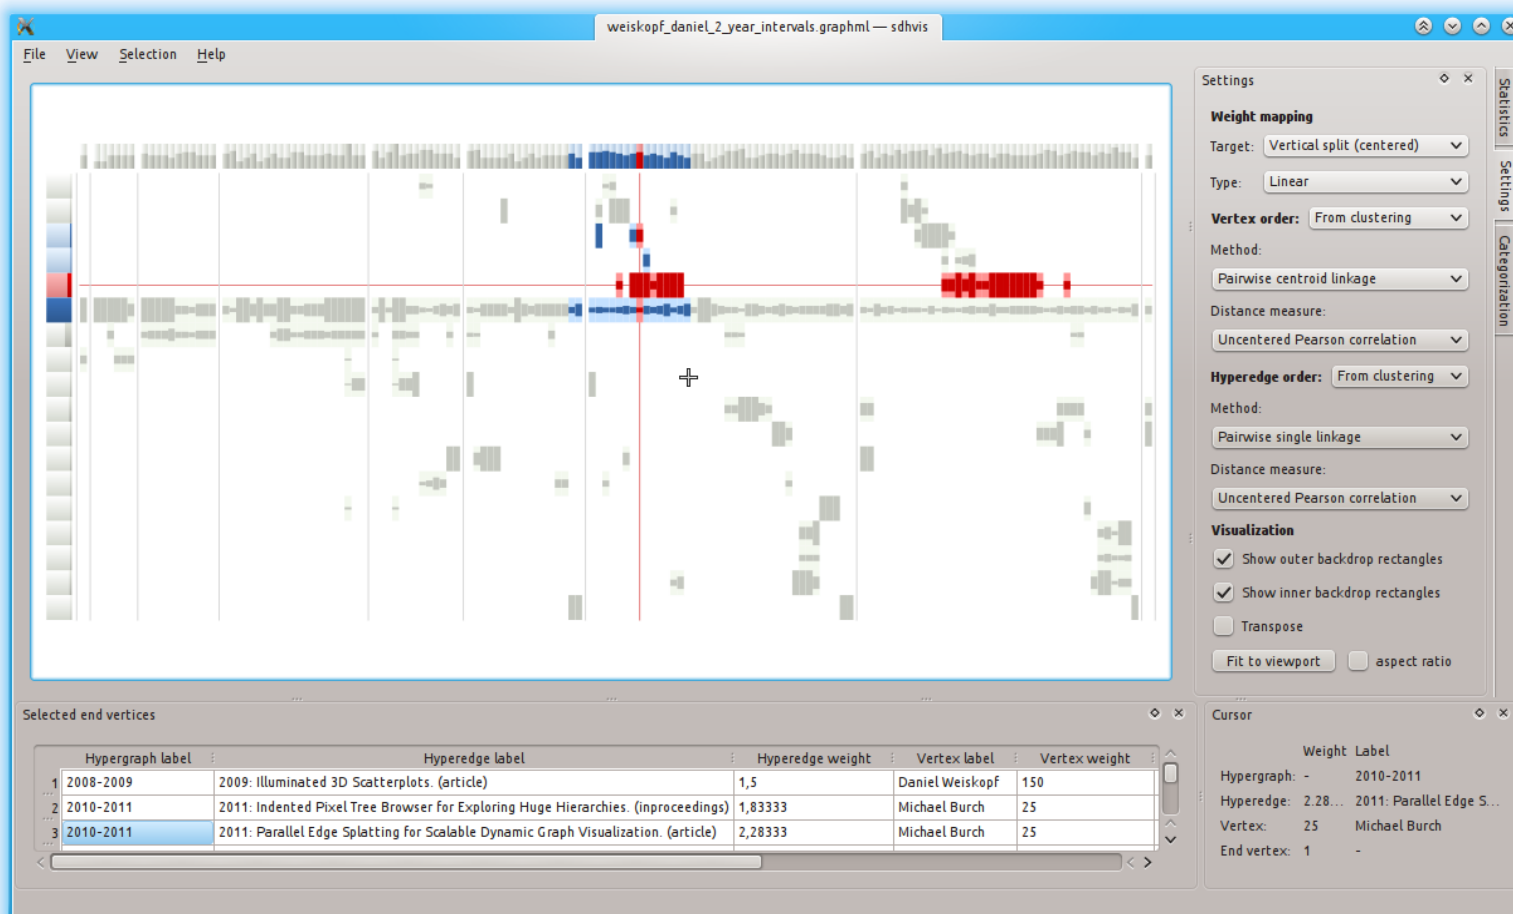 weiskopf_daniel_2_year_intervals.graphml — sdhvis
File View Selection Help
Settings
Weight mapping
Target: Vertical split (centered)
Type: Linear
Vertex order: From clustering
Method:
Pairwise centroid linkage
Distance measure:
Uncentered Pearson correlation
Hyperedge order: From clustering
Method:
Pairwise single linkage
Distance measure:
Uncentered Pearson correlation
Visualization
Show outer backdrop rectangles
Show inner backdrop rectangles
Transpose
Fit to viewport aspect ratio
Statistics
Settings
Categorization
Selected end vertices
Hypergraph label Hyperedge label Hyperedge weight Vertex label Vertex weight
1 2008-2009 2009: Illuminated 3D Scatterplots. (article) 1,5 Daniel Weiskopf 150
2 2010-2011 2011: Indented Pixel Tree Browser for Exploring Huge Hierarchies. (inproceedings) 1,83333 Michael Burch 25
3 2010-2011 2011: Parallel Edge Splatting for Scalable Dynamic Graph Visualization. (article) 2,28333 Michael Burch 25
Cursor
Weight Label
Hypergraph: - 2010-2011
Hyperedge: 2.28... 2011: Parallel Edge S...
Vertex: 25 Michael Burch
End vertex: 1 -